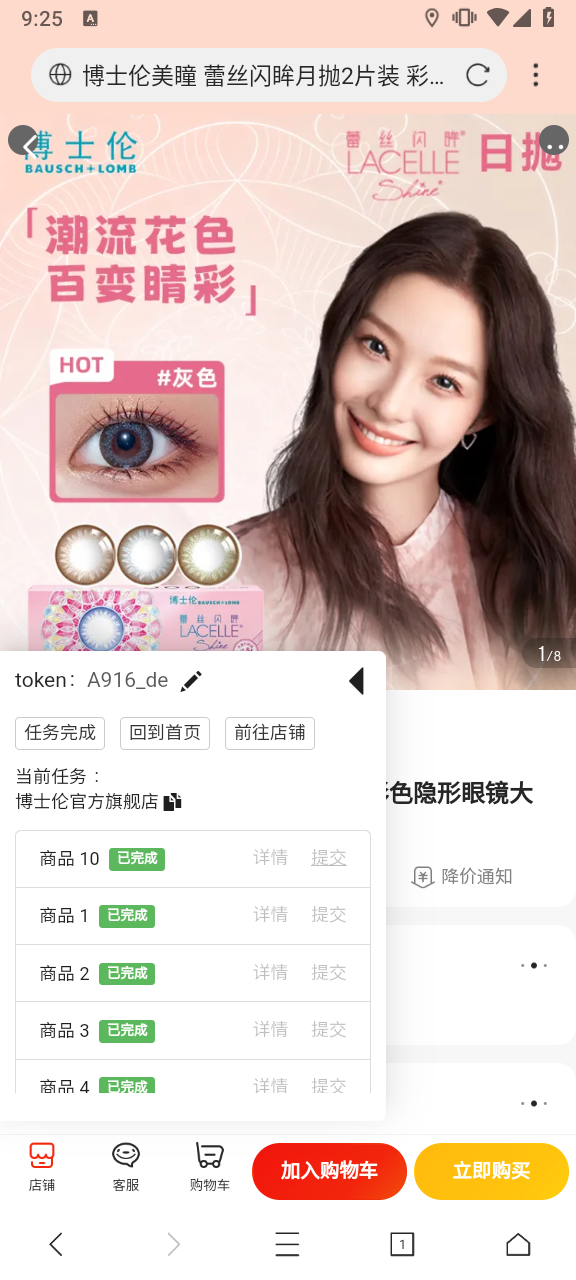 9:25
A
博士伦美瞳 蕾丝闪眸月抛2片装 彩...
博士伦
BAUSCH+LOMB
蕾丝闪眸
LACELLE
Shine
日抛
「潮流花色
百变睛彩」
HOT
#灰色
博士伦 BAUSCH+LOMB
蕾丝闪眸
LACELLE
Shine
1/8
token： A916_de
任务完成 回到首页 前往店铺
当前任务：
博士伦官方旗舰店
彩色隐形眼镜大
降价通知
商品 10 已完成 详情 提交
商品 1 已完成 详情 提交
商品 2 已完成 详情 提交
商品 3 已完成 详情 提交
商品 4 已完成 详情 提交
店铺 客服 购物车 加入购物车 立即购买
1